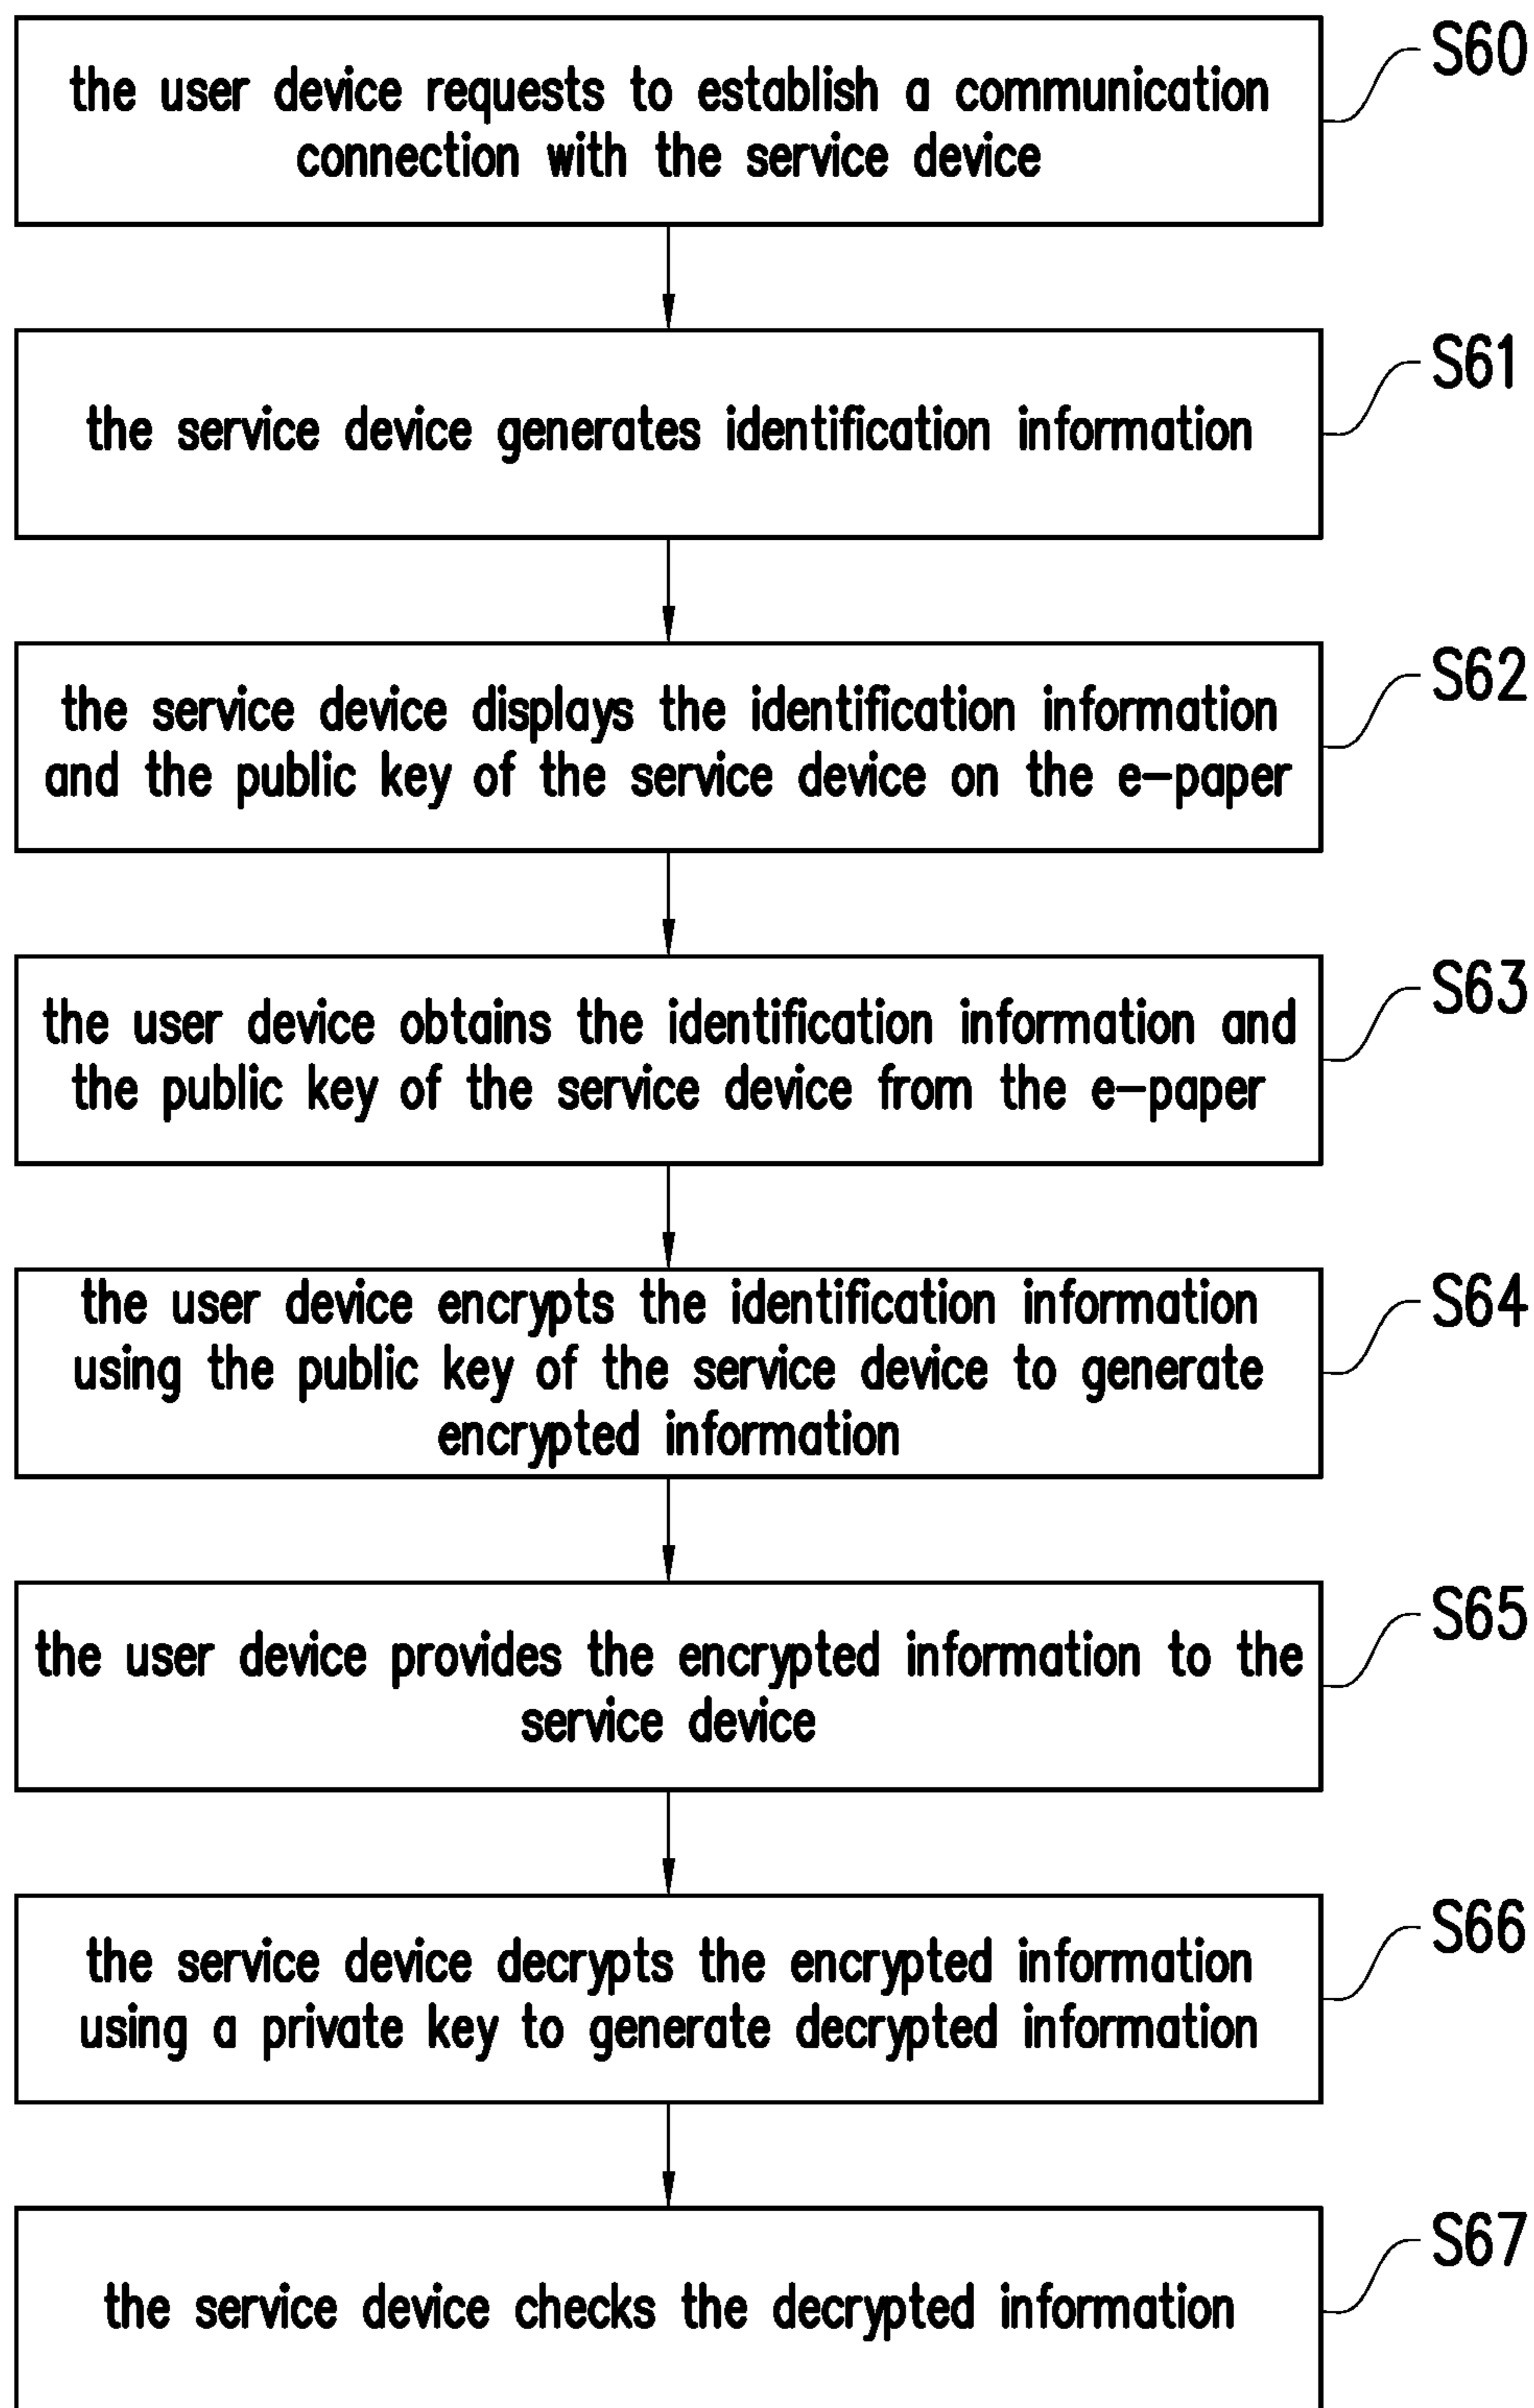 S60
the user device requests to establish a communication
connection with the service device
S61
the service device generates identification information
S62
the service device displays the identification information
and the public key of the service device on the e-paper
S63
the user device obtains the identification information and
the public key of the service device from the e-paper
S64
the user device encrypts the identification information
using the public key of the service device to generate
encrypted information
S65
the user device provides the encrypted information to the
service device
S66
the service device decrypts the encrypted information
using a private key to generate decrypted information
S67
the service device checks the decrypted information